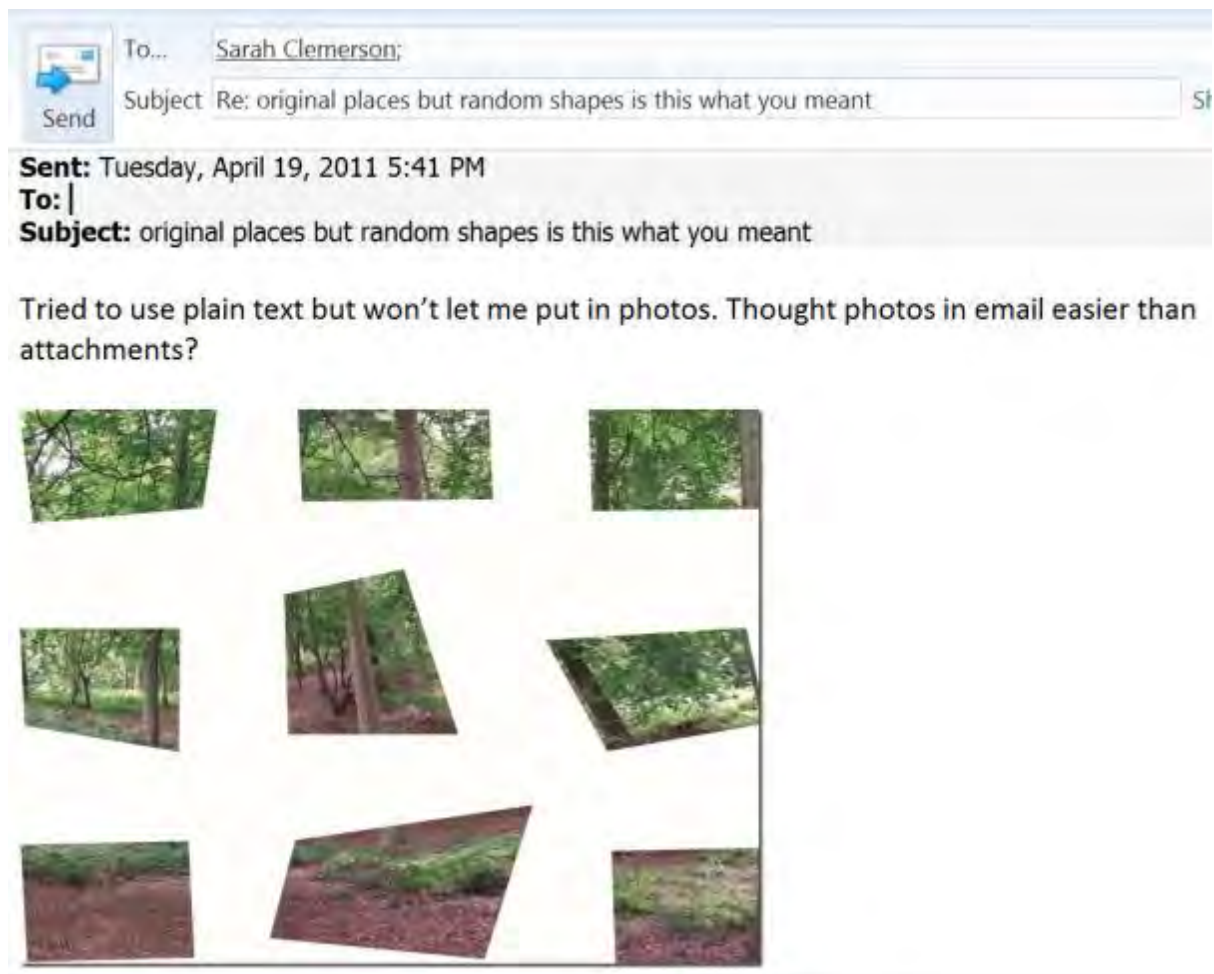 To... Sarah Clemerson;
Send
Subject Re: original places but random shapes is this what you meant
Sent: Tuesday, April 19, 2011 5:41 PM
To:
Subject: original places but random shapes is this what you meant
Tried to use plain text but won't let me put in photos. Thought photos in email easier than
attachments?